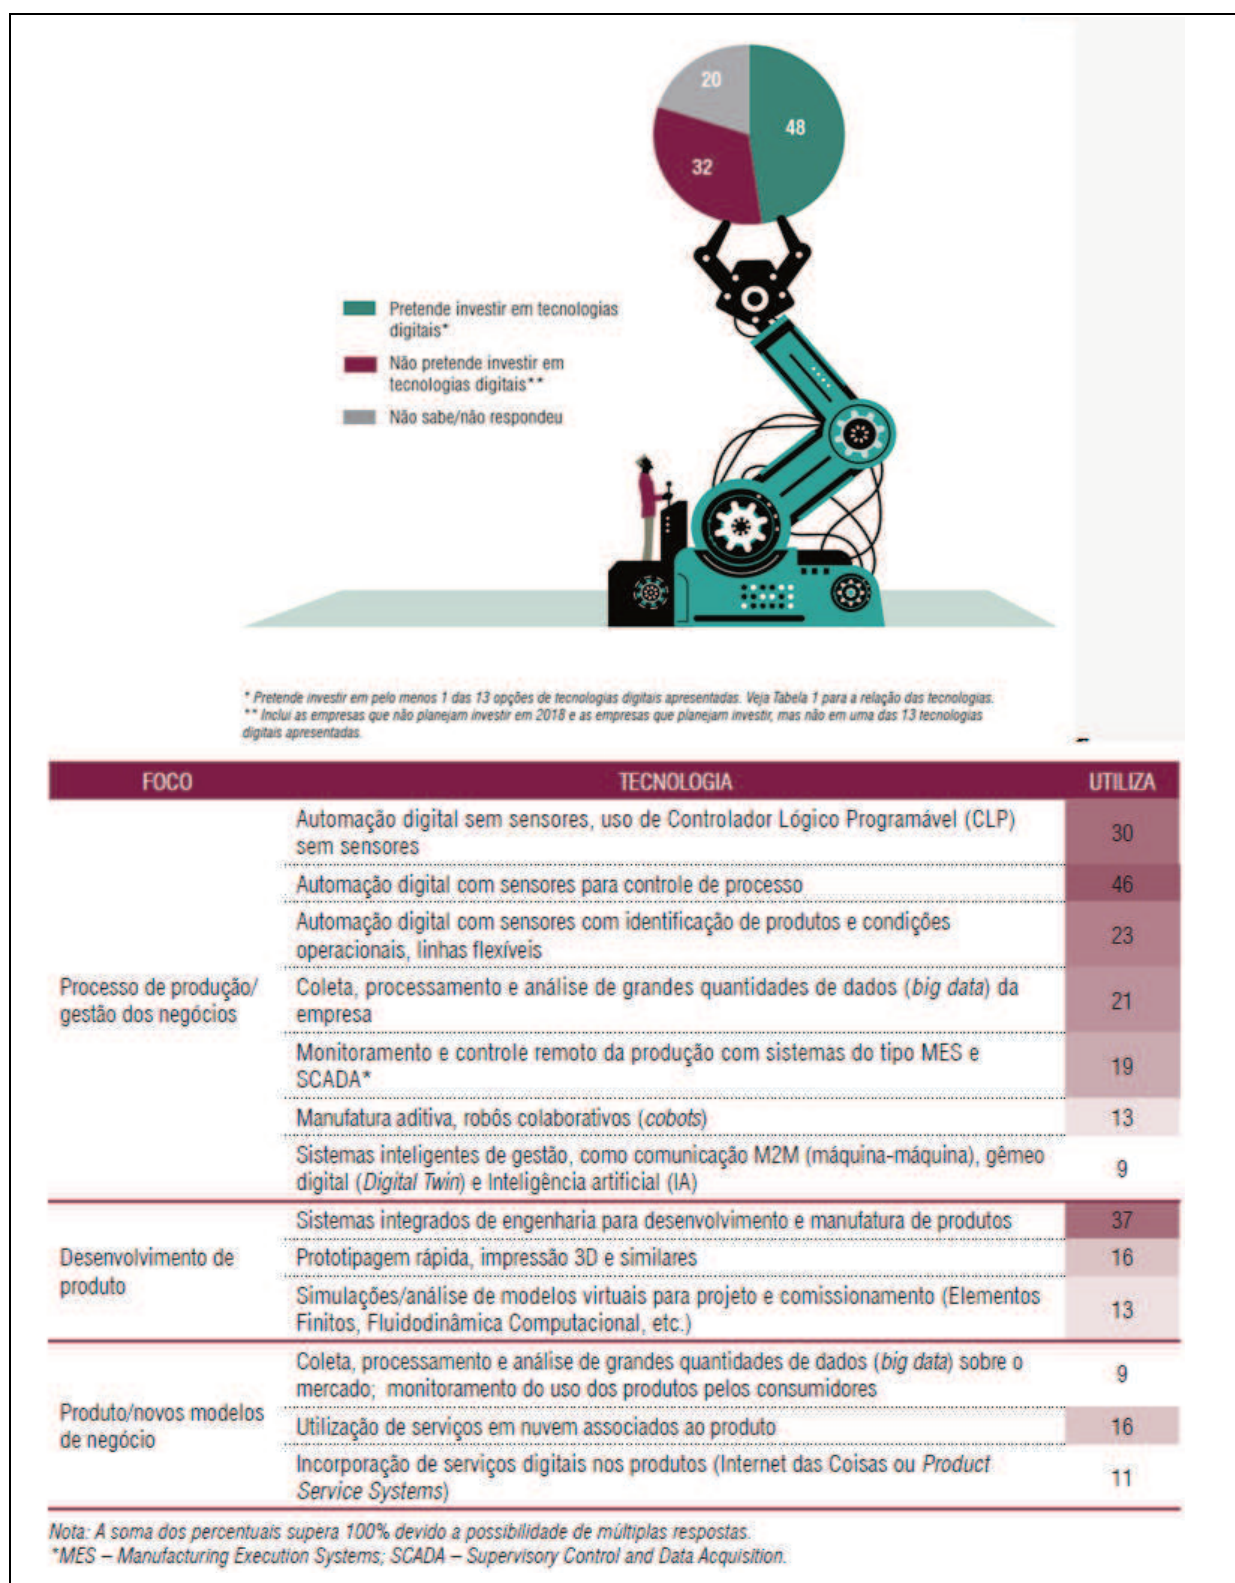 20
48
32
Pretende investir em tecnologias
digitais*
Não pretende investir em
tecnologias digitais**
Não sabe/não respondeu
* Pretende investir em pelo menos 1 das 13 opções de tecnologias digitais apresentadas. Veja Tabela 1 para a relação das tecnologias.
** Inclui as empresas que não planejam investir em 2018 e as empresas que planejam investir, mas não em uma das 13 tecnologias
digitais apresentadas.
FOCO TECNOLOGIA UTILIZA
Processo de produção/
gestão dos negócios
Automação digital sem sensores, uso de Controlador Lógico Programável (CLP)
sem sensores
30
Automação digital com sensores para controle de processo 46
Automação digital com sensores com identificação de produtos e condições
operacionais, linhas flexíveis
23
Coleta, processamento e análise de grandes quantidades de dados (big data) da
empresa
21
Monitoramento e controle remoto da produção com sistemas do tipo MES e
SCADA*
19
Manufatura aditiva, robôs colaborativos (cobots) 13
Sistemas inteligentes de gestão, como comunicação M2M (máquina-máquina), gêmeo
digital (Digital Twin) e Inteligência artificial (IA)
9
Desenvolvimento de
produto
Sistemas integrados de engenharia para desenvolvimento e manufatura de produtos 37
Prototipagem rápida, impressão 3D e similares 16
Simulações/análise de modelos virtuais para projeto e comissionamento (Elementos
Finitos, Fluidodinâmica Computacional, etc.)
13
Produto/novos modelos
de negócio
Coleta, processamento e análise de grandes quantidades de dados (big data) sobre o
mercado; monitoramento do uso dos produtos pelos consumidores
9
Utilização de serviços em nuvem associados ao produto 16
Incorporação de serviços digitais nos produtos (Internet das Coisas ou Product
Service Systems)
11
Nota: A soma dos percentuais supera 100% devido a possibilidade de múltiplas respostas.
*MES – Manufacturing Execution Systems; SCADA – Supervisory Control and Data Acquisition.